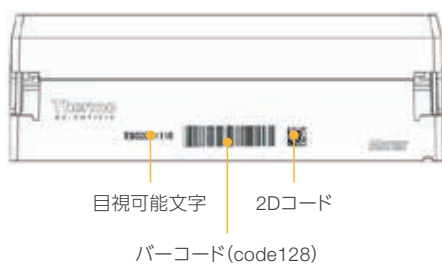 Thermo
SCIENTIFIC
目視可能文字
2Dコード
バーコード(code128)